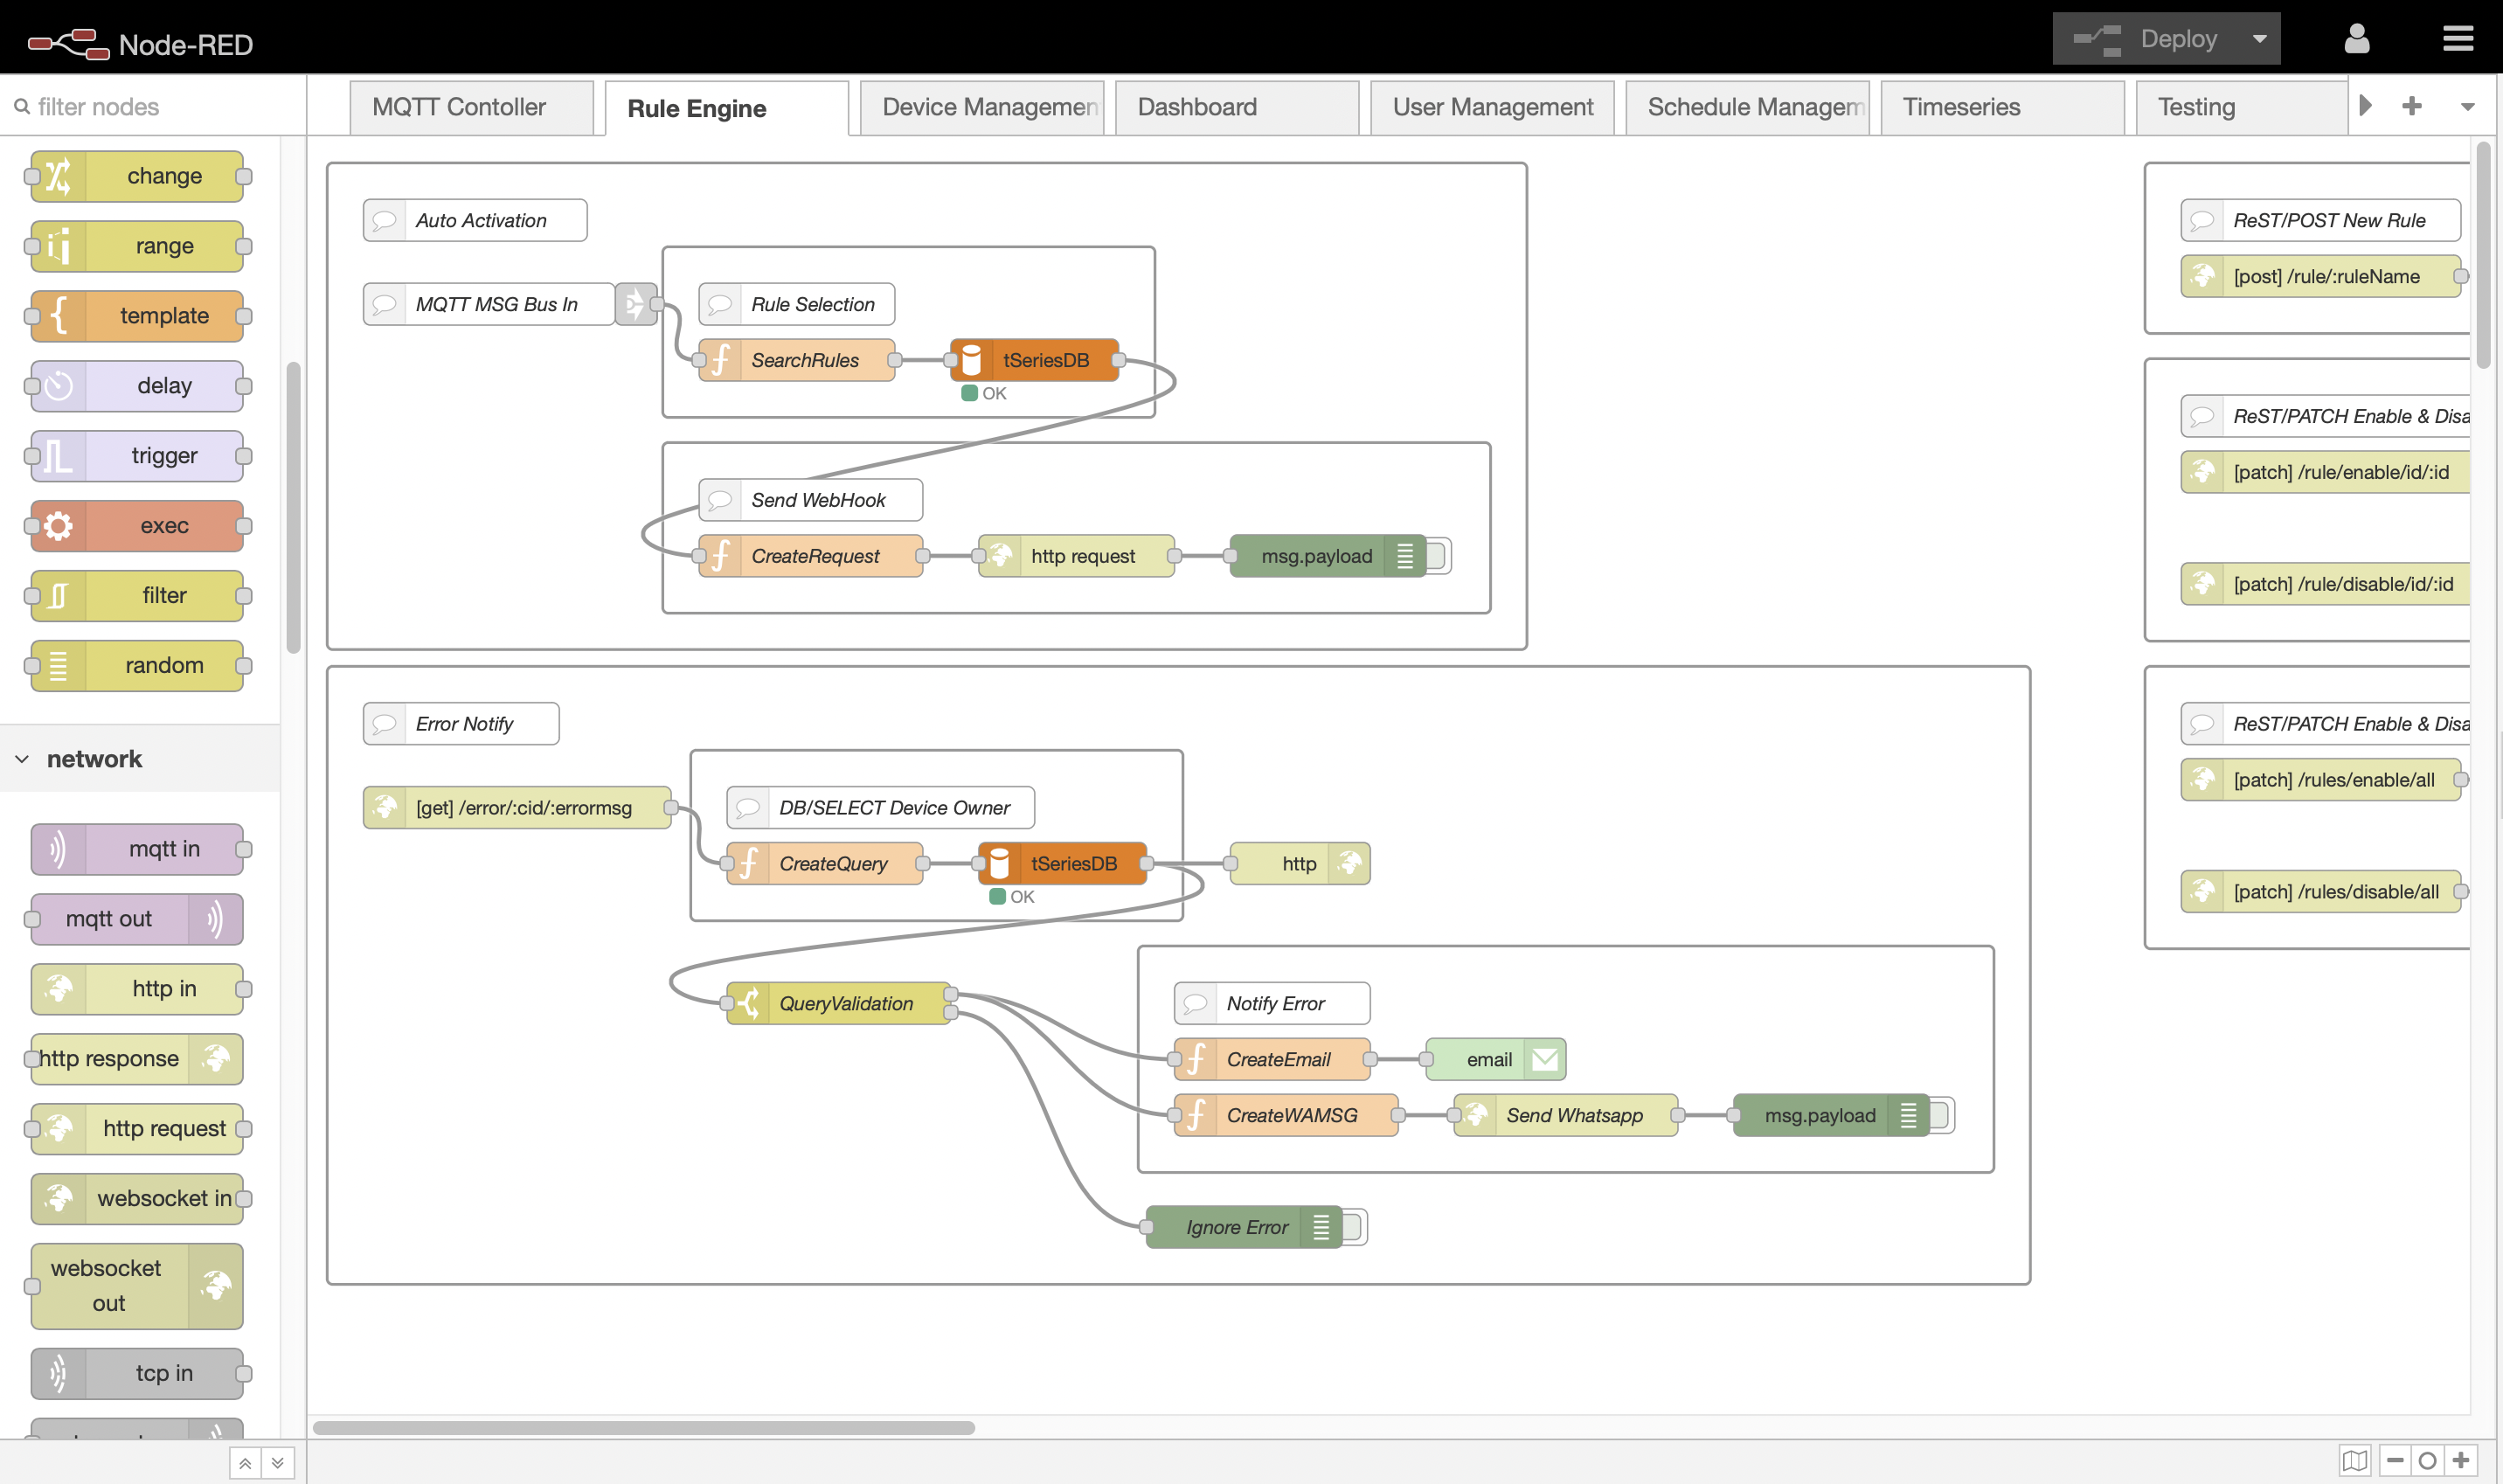 Node-RED
Deploy
filter nodes
MQTT Contoller
Rule Engine
Device Managemen
Dashboard
User Management
Schedule Managem
Timeseries
Testing
change
range
template
delay
trigger
exec
filter
random
network
mqtt in
mqtt out
http in
http response
http request
websocket in
websocket
out
tcp in
Auto Activation
MQTT MSG Bus In
Rule Selection
SearchRules
tSeriesDB
OK
Send WebHook
CreateRequest
http request
msg.payload
Error Notify
[get] /error/:cid/:errormsg
DB/SELECT Device Owner
CreateQuery
tSeriesDB
http
OK
QueryValidation
Notify Error
CreateEmail
email
CreateWAMSG
Send Whatsapp
msg.payload
Ignore Error
ReST/POST New Rule
[post] /rule/:ruleName
ReST/PATCH Enable & Disa
[patch] /rule/enable/id/:id
[patch] /rule/disable/id/:id
ReST/PATCH Enable & Disa
[patch] /rules/enable/all
[patch] /rules/disable/all